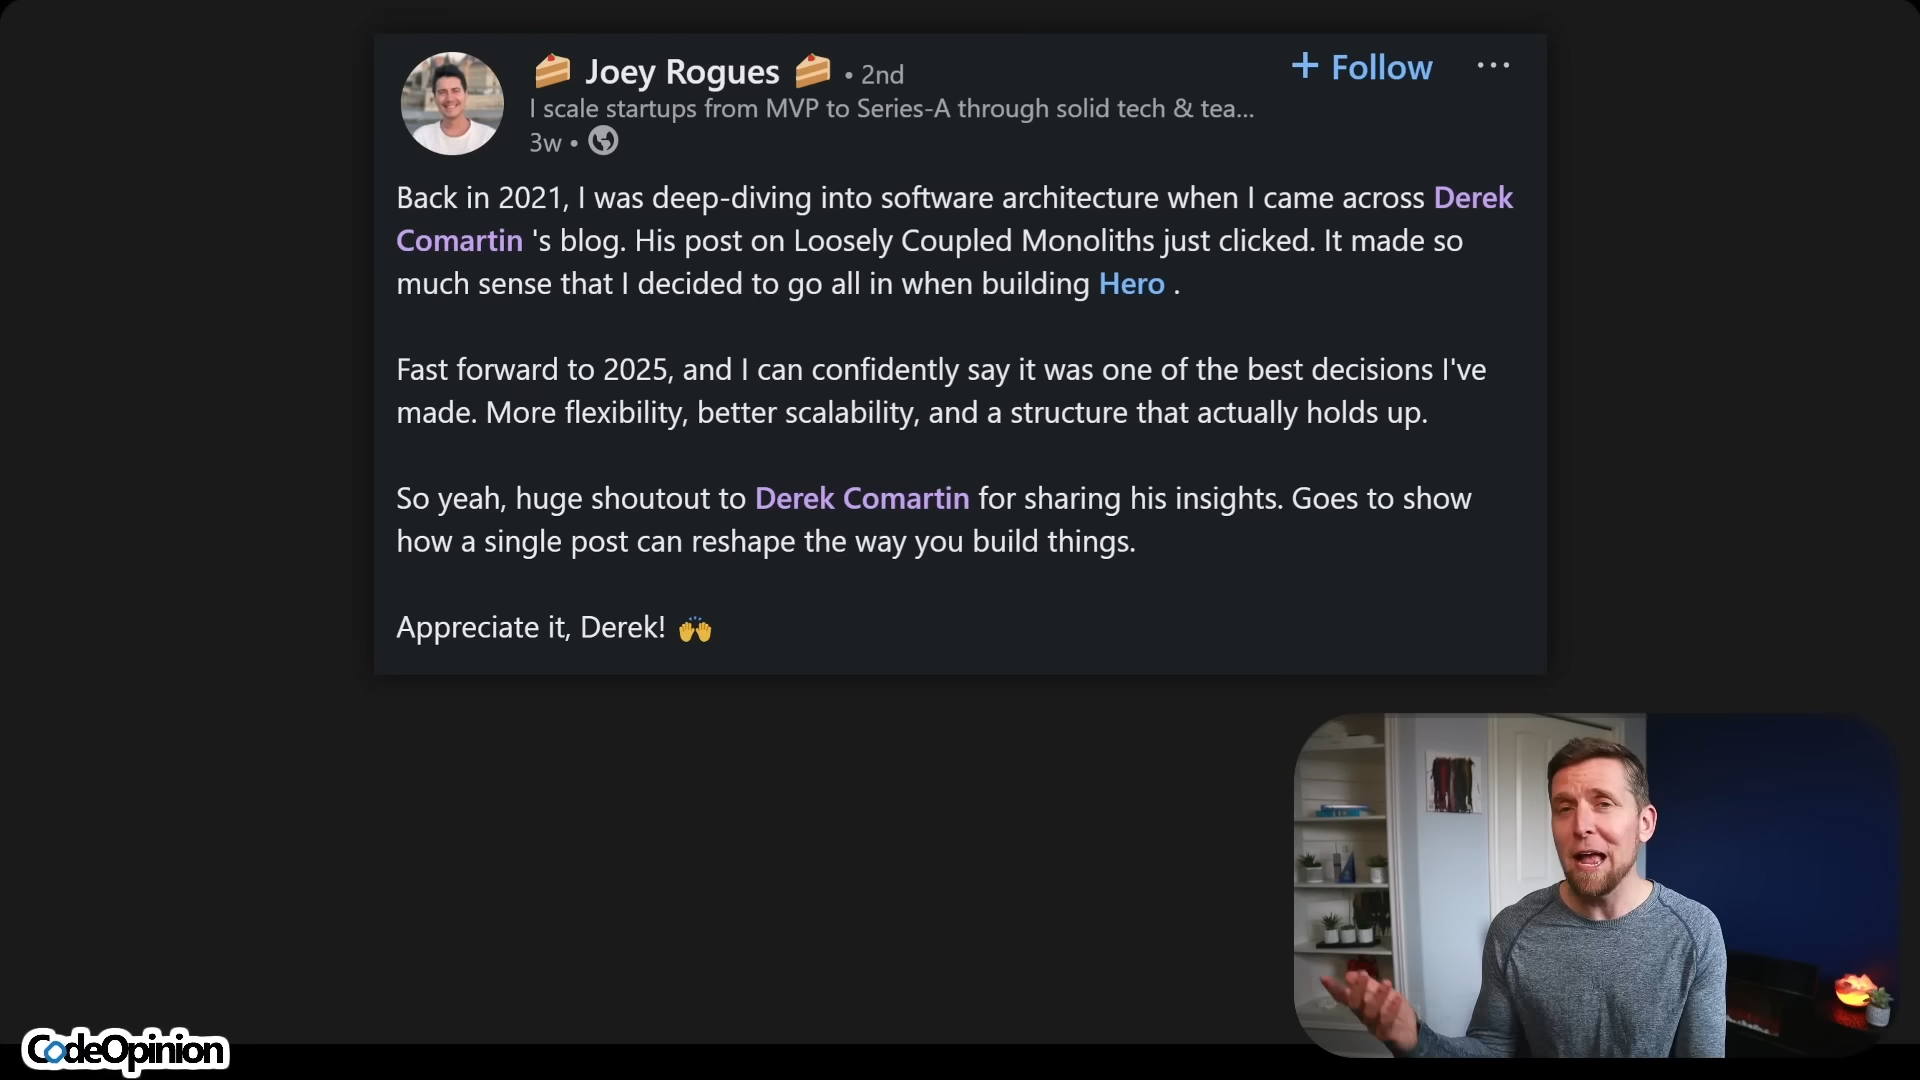 🍰 Joey Rogues 🍰 • 2nd
+ Follow ...
I scale startups from MVP to Series-A through solid tech & tea...
3w •
Back in 2021, I was deep-diving into software architecture when I came across Derek
Comartin 's blog. His post on Loosely Coupled Monoliths just clicked. It made so
much sense that I decided to go all in when building Hero .
Fast forward to 2025, and I can confidently say it was one of the best decisions I've
made. More flexibility, better scalability, and a structure that actually holds up.
So yeah, huge shoutout to Derek Comartin for sharing his insights. Goes to show
how a single post can reshape the way you build things.
Appreciate it, Derek! 🙌
CodeOpinion